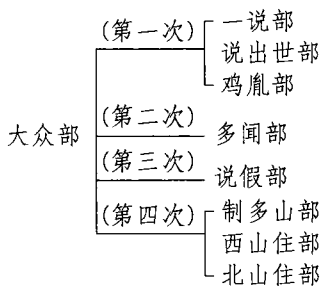 大众部
(第一次)
一说部
说出世部
鸡胤部
(第二次)
多闻部
(第三次)
说假部
(第四次)
制多山部
西山住部
北山住部